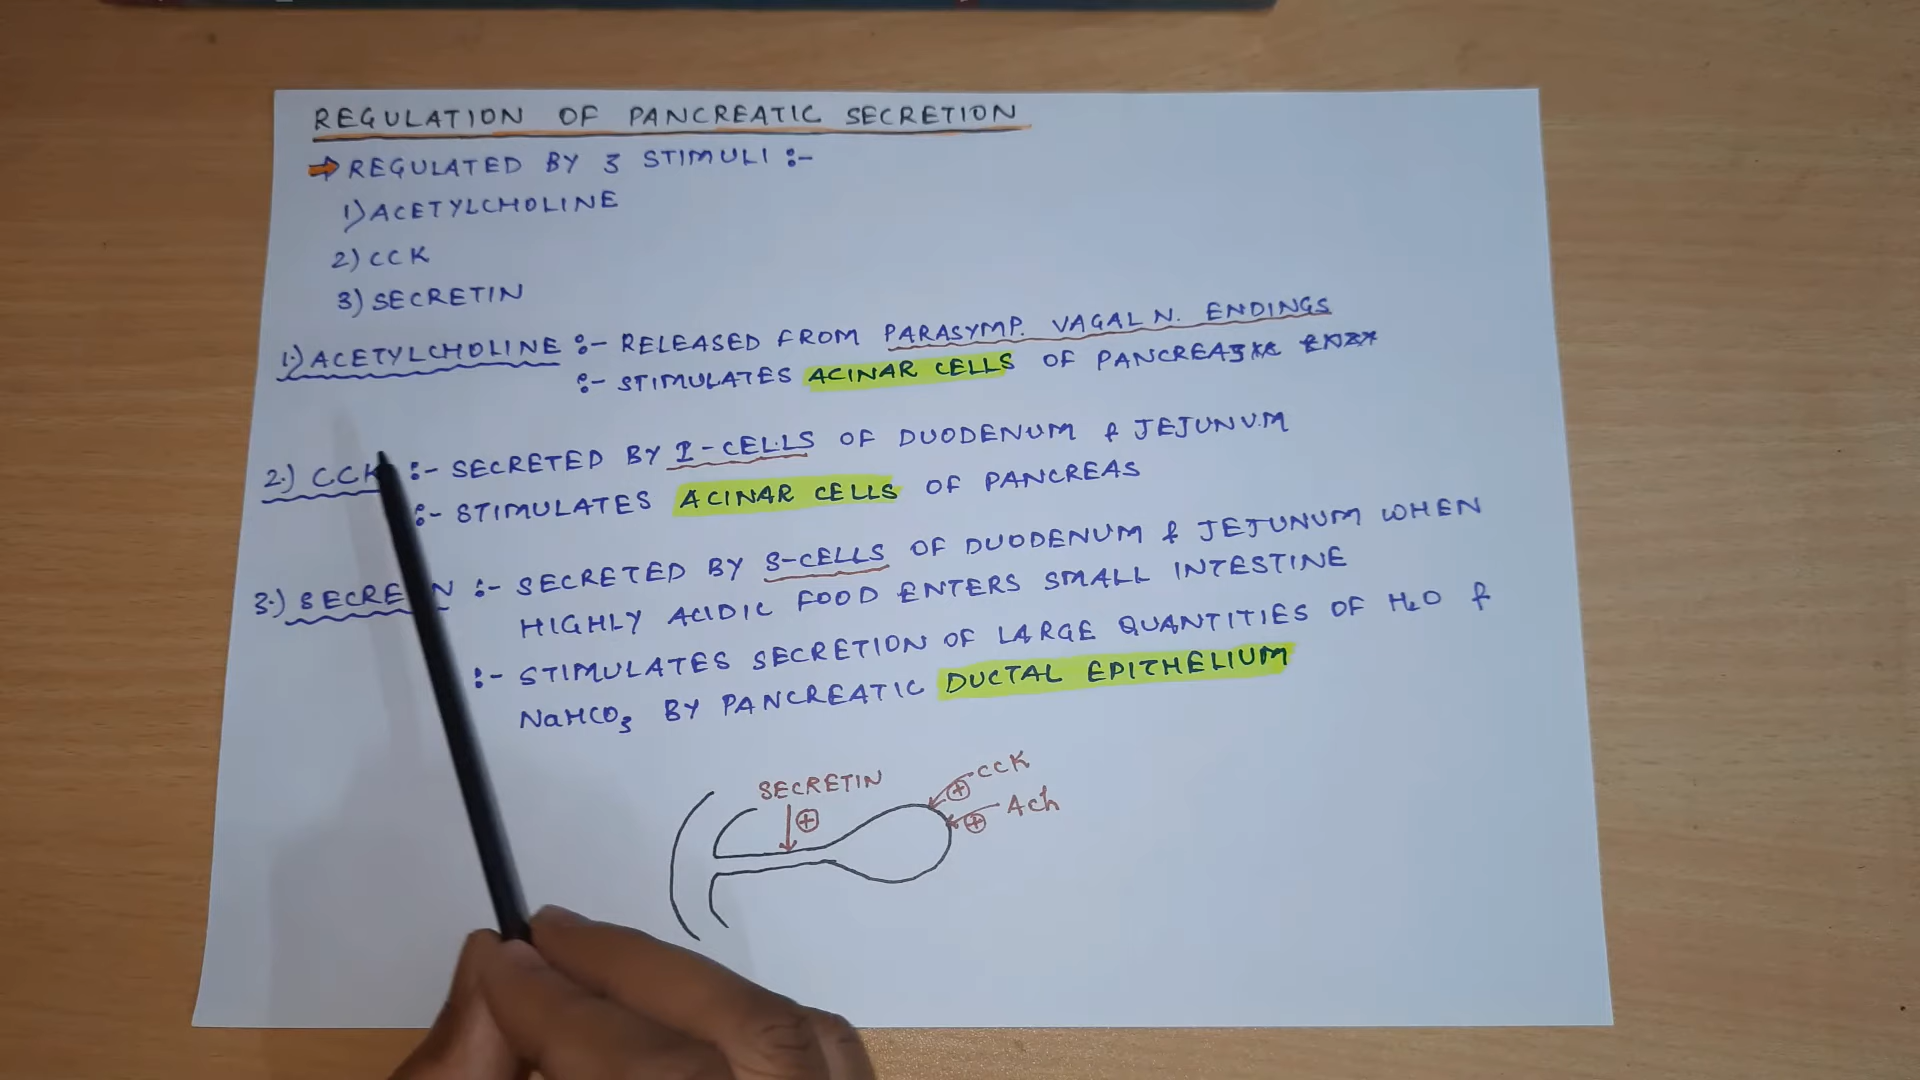 REGULATION OF PANCREATIC SECRETION
REGULATED BY 3 STIMULI :-
1) ACETYLCHOLINE
2) CCK
3) SECRETIN
1.) ACETYLCHOLINE :- RELEASED FROM PARASYMP. VAGAL N. ENDINGS
:- STIMULATES ACINAR CELLS OF PANCREAS
2.) CCK :- SECRETED BY I-CELLS OF DUODENUM & JEJUNUM
:- STIMULATES ACINAR CELLS OF PANCREAS
3.) SECRETIN :- SECRETED BY S-CELLS OF DUODENUM & JEJUNUM WHEN
HIGHLY ACIDIC FOOD ENTERS SMALL INTESTINE
:- STIMULATES SECRETION OF LARGE QUANTITIES OF H₂O &
NaHCO₃ BY PANCREATIC DUCTAL EPITHELIUM
SECRETIN
+
CCK
+
Ach
+